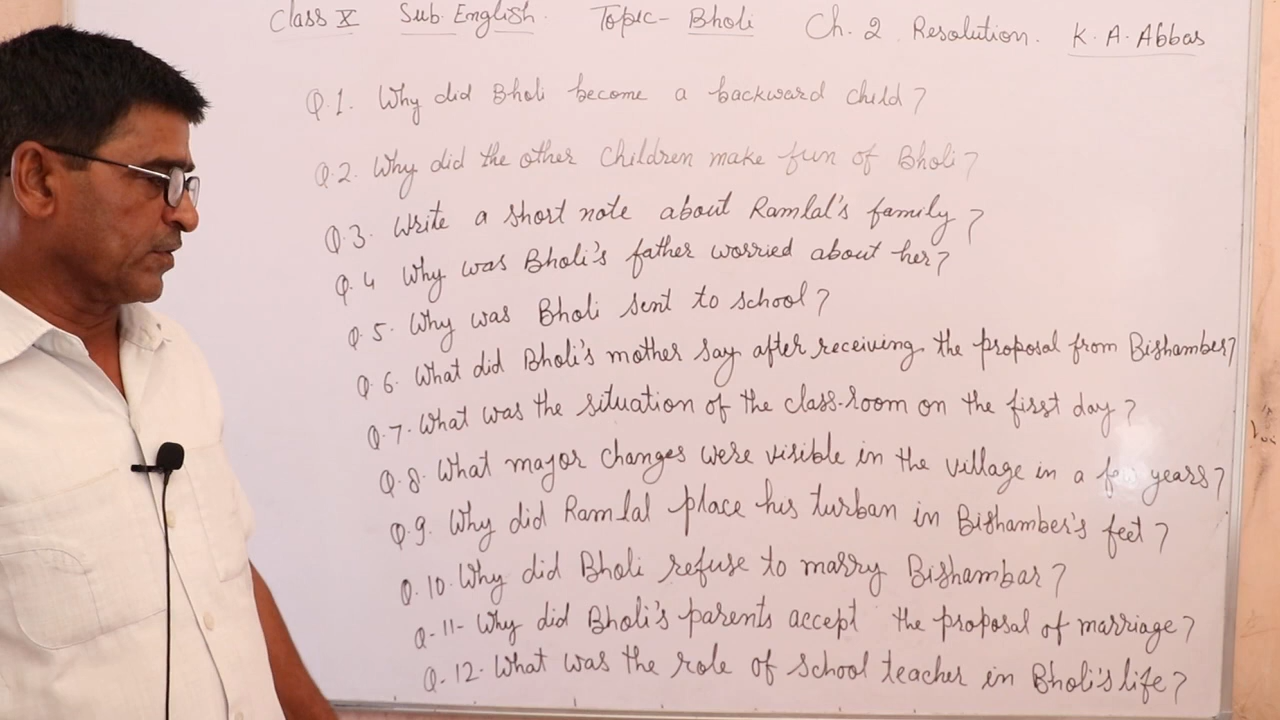 Class X Sub. English. Topic- Bholi Ch. 2 Resolution. K. A. Abbas
Q.1. Why did Bholi become a backward child?
Q.2. Why did the other children make fun of Bholi?
Q.3. Write a short note about Ramlal's family?
Q.4 Why was Bholi's father worried about her?
Q.5. Why was Bholi sent to school?
Q.6. What did Bholi's mother say after receiving the proposal from Bishamber?
Q.7. What was the situation of the class-room on the first day?
Q.8. What major changes were visible in the village in a few years?
Q.9. Why did Ramlal place his turban in Bishamber's feet?
Q.10. Why did Bholi refuse to marry Bishambar?
Q-11- Why did Bholi's parents accept the proposal of marriage?
Q.12. What was the role of school teacher in Bholi's life?